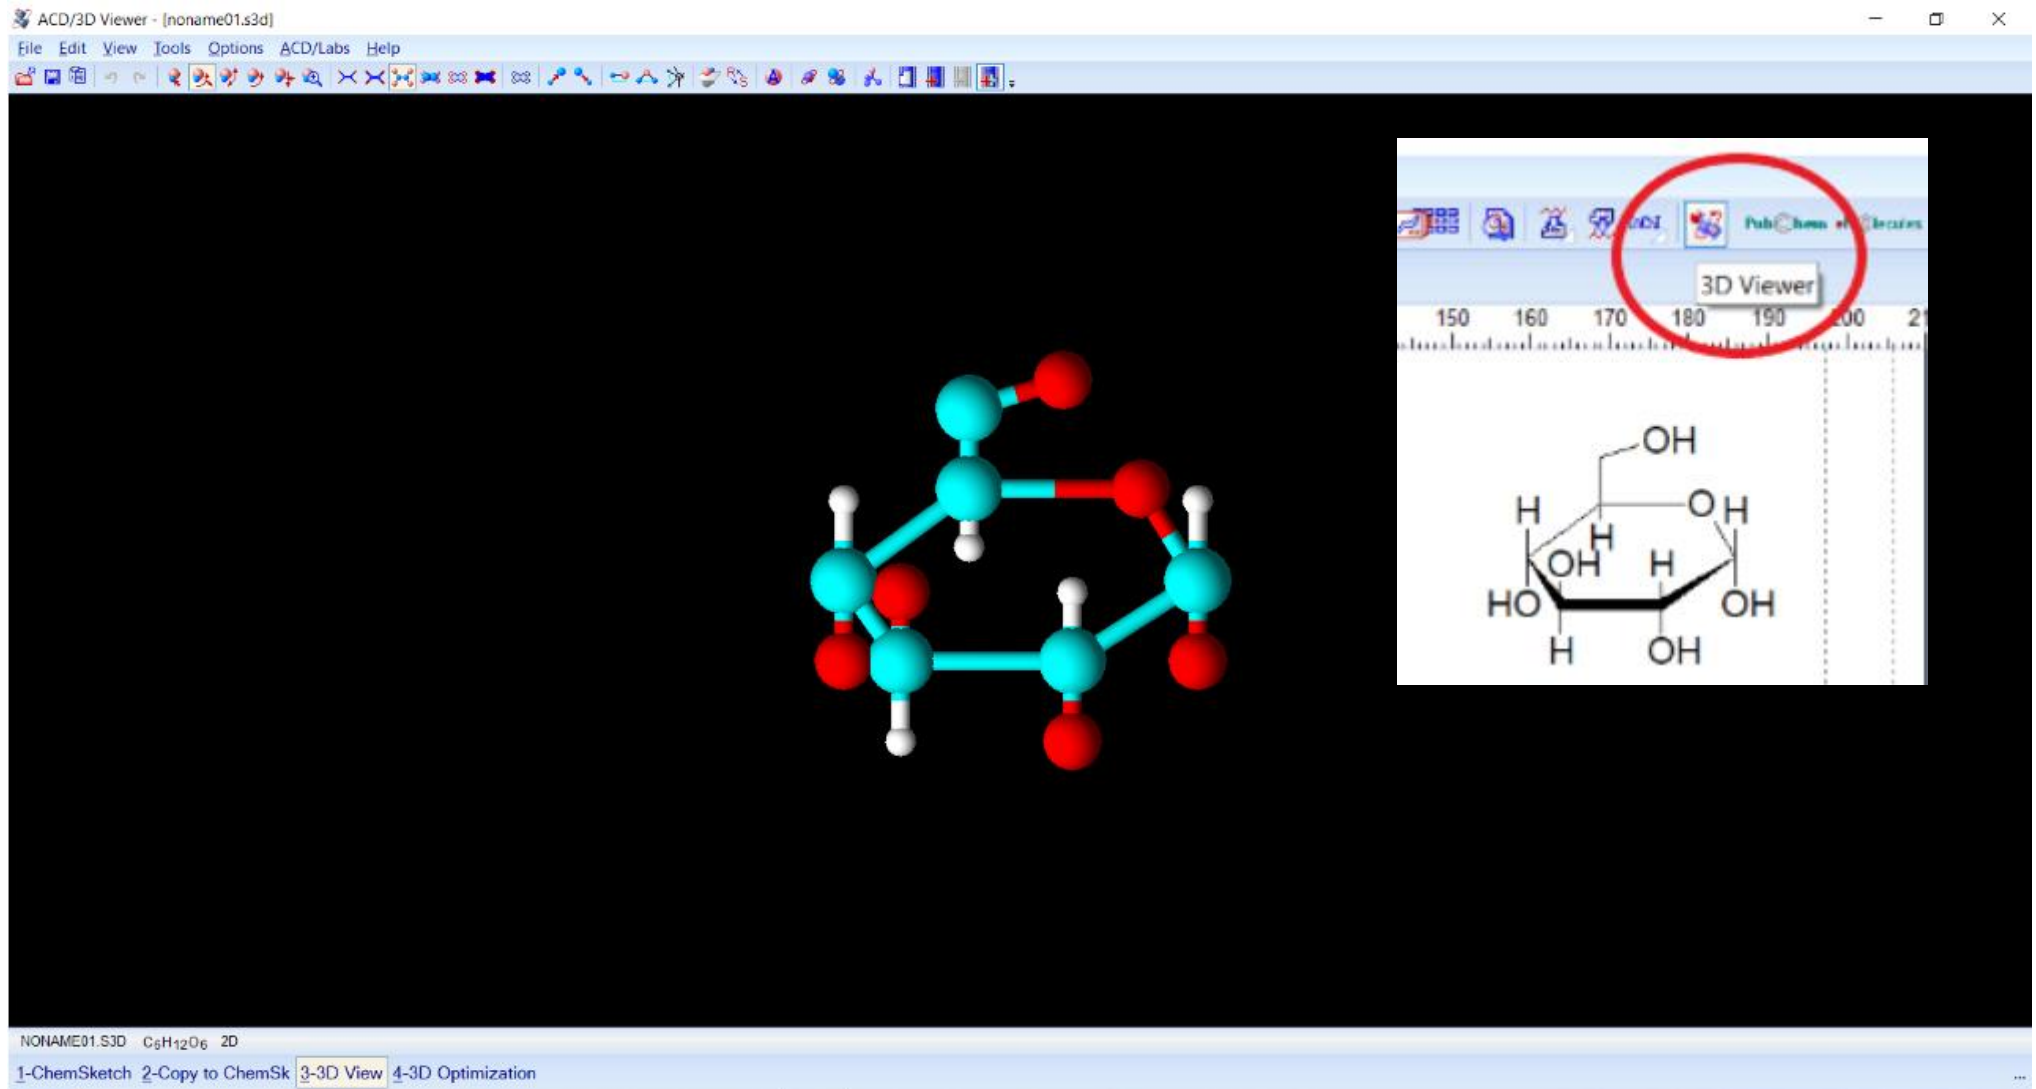 ACD/3D Viewer - [noname01.s3d]
File Edit View Tools Options ACD/Labs Help
3D Viewer
150 160 170 180 190 200 21
OH
H O H
H
OH H
HO OH
H OH
NONAME01.S3D C6H12O6 2D
1-ChemSketch 2-Copy to ChemSk 3-3D View 4-3D Optimization